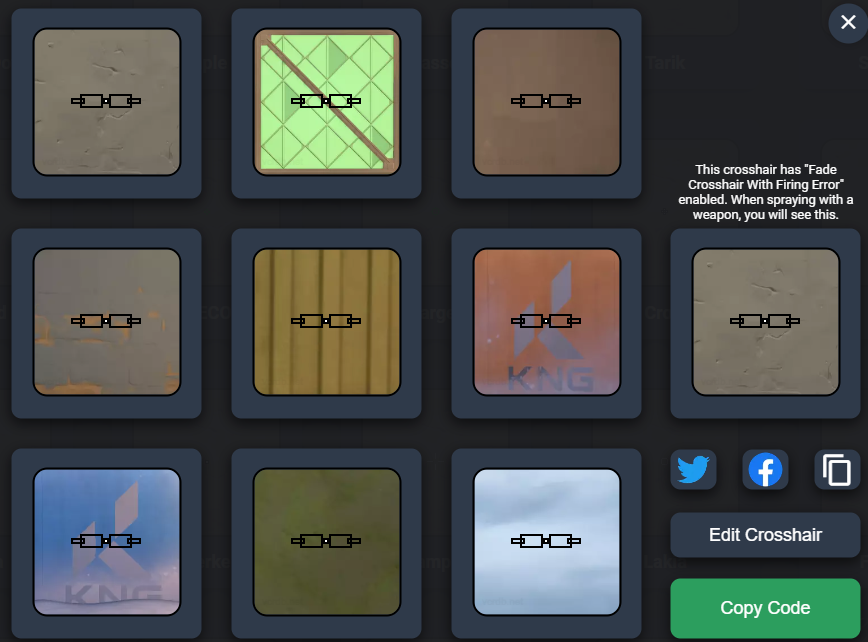 Tarik
This crosshair has "Fade
Crosshair With Firing Error"
enabled. When spraying with a
weapon, you will see this.
KNG
KNG
Edit Crosshair
Copy Code